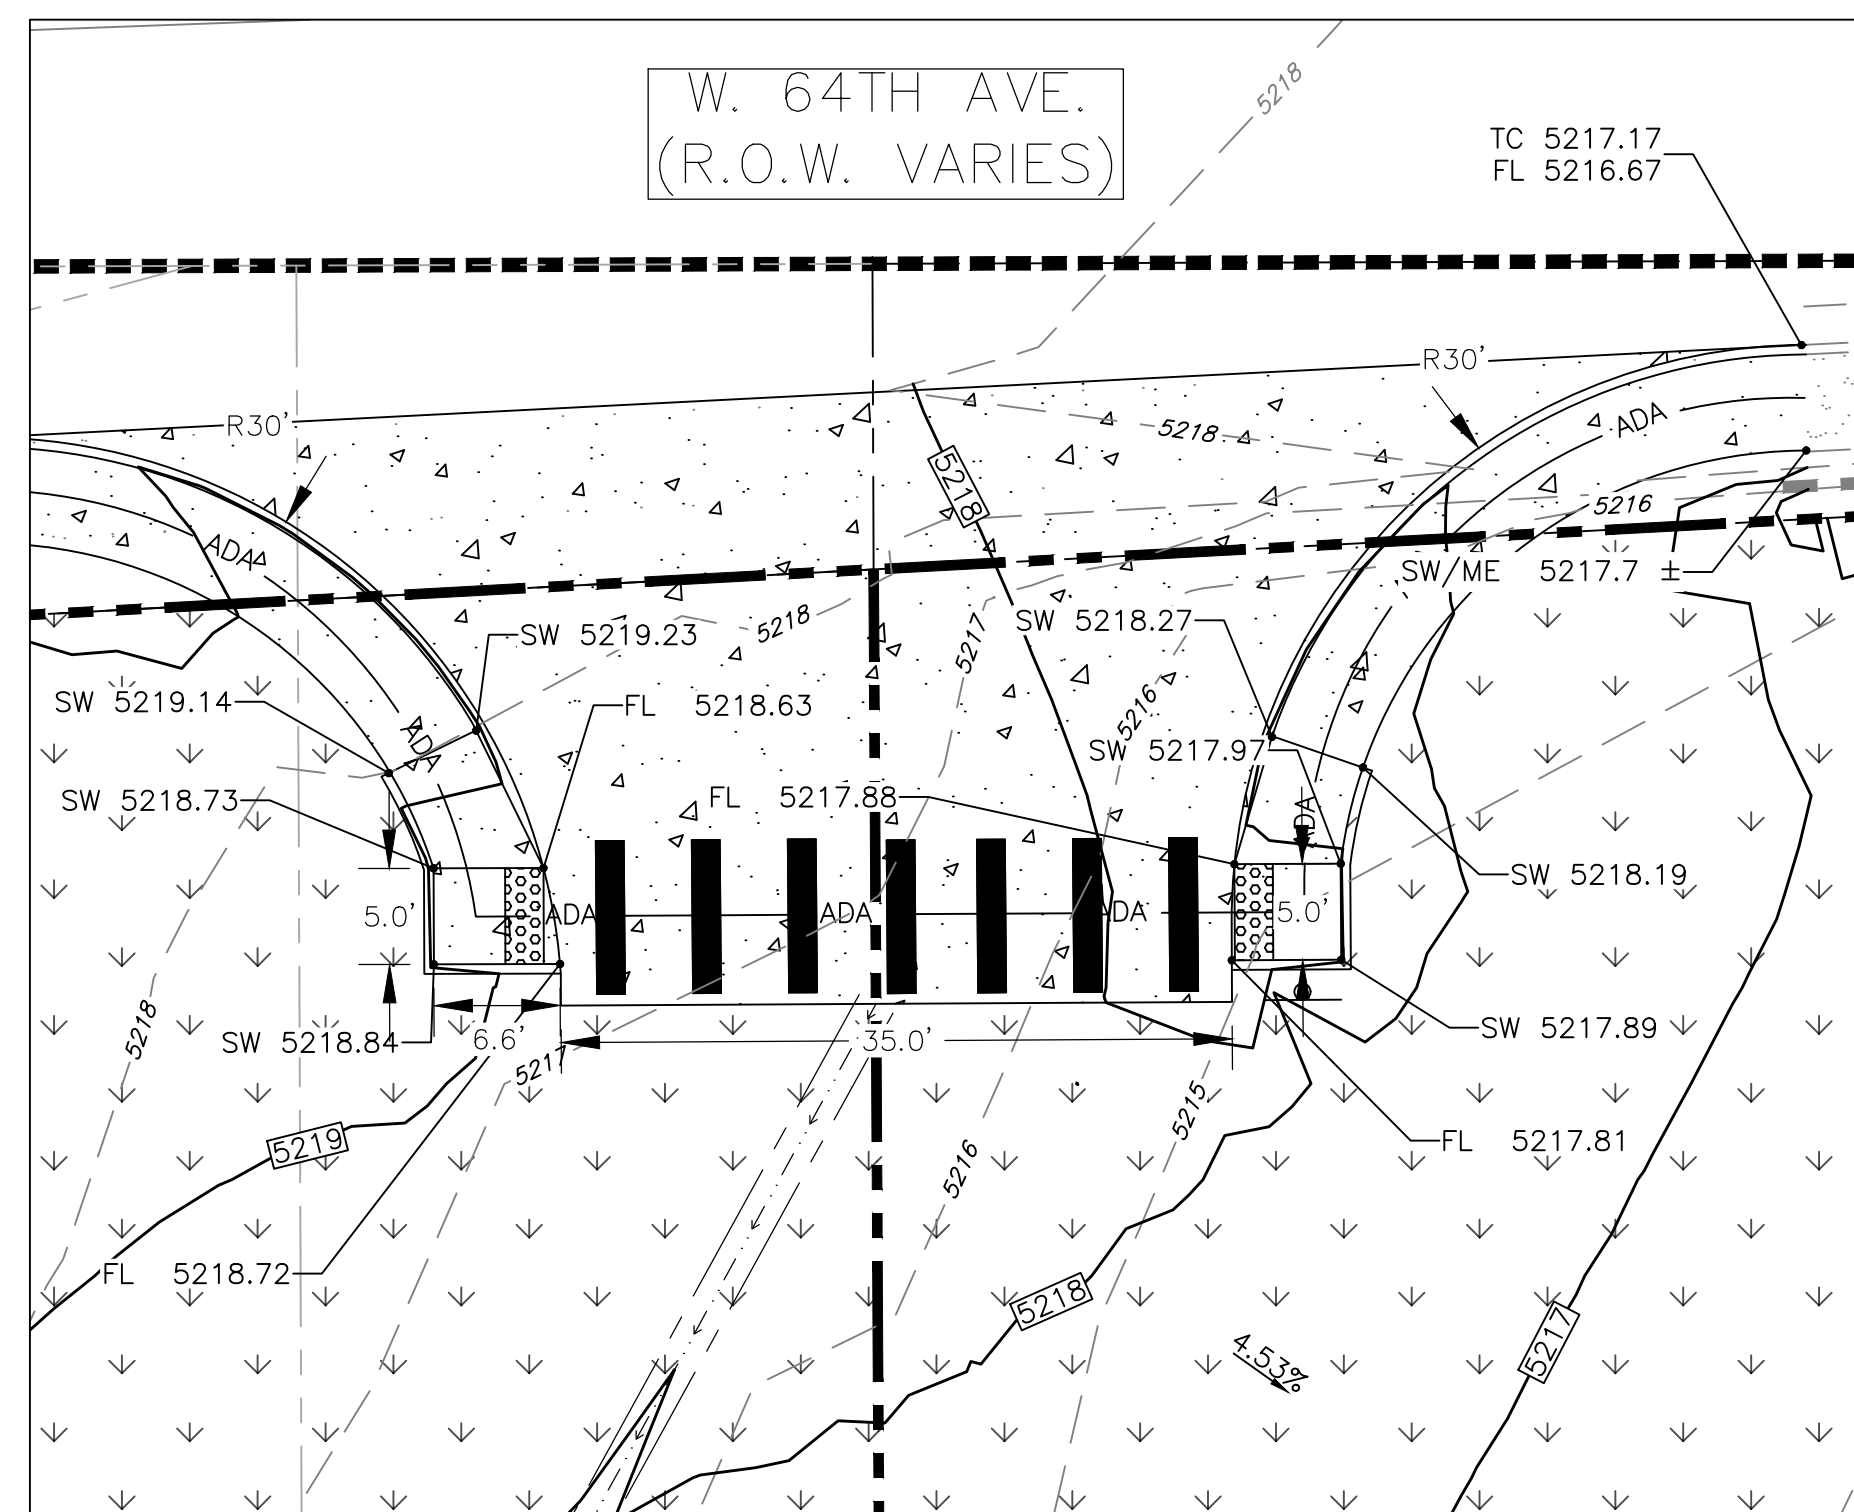 W. 64TH AVE.
(R.O.W. VARIES)
5218
TC 5217.17
FL 5216.67
R30'
R30'
ADA
5218
5218
5216
ADA
SW ME 5217.7 ±
5218
5217
SW 5218.27
SW 5219.23
SW 5219.14
FL 5218.63
5216
ADA
SW 5217.97
SW 5218.73
FL 5217.88
ADA
SW 5218.19
5.0'
ADA
ADA
ADA
5.0'
5218
SW 5218.84
6.6'
35.0'
SW 5217.89
5217
5215
5219
5216
FL 5217.81
FL 5218.72
5218
4.53%
5217